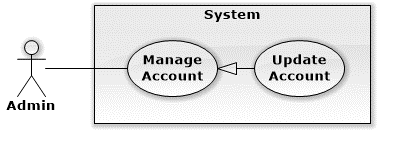 System
Manage
Account
Update
Account
Admin